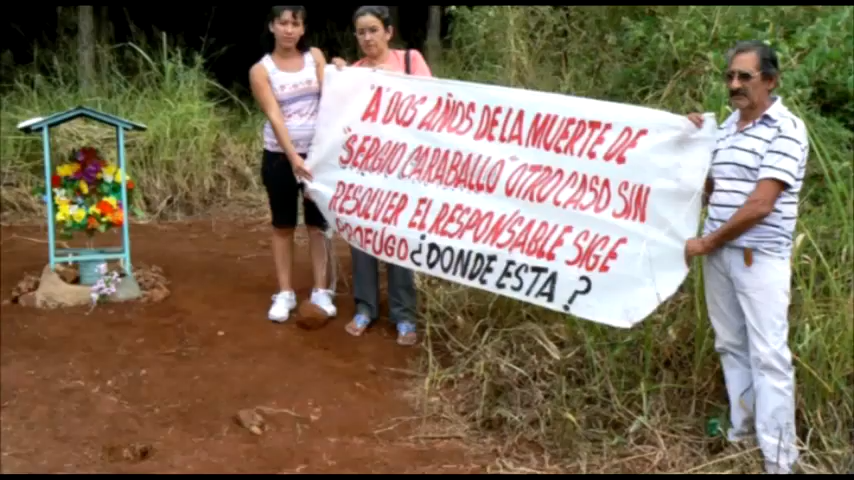 "A" DOS AÑOS DE LA MUERTE DE
"SERGIO CARABALLO" OTRO CASO SIN
RESOLVER EL RESPONSABLE SIGE
PROFUGO ¿DONDE ESTA?